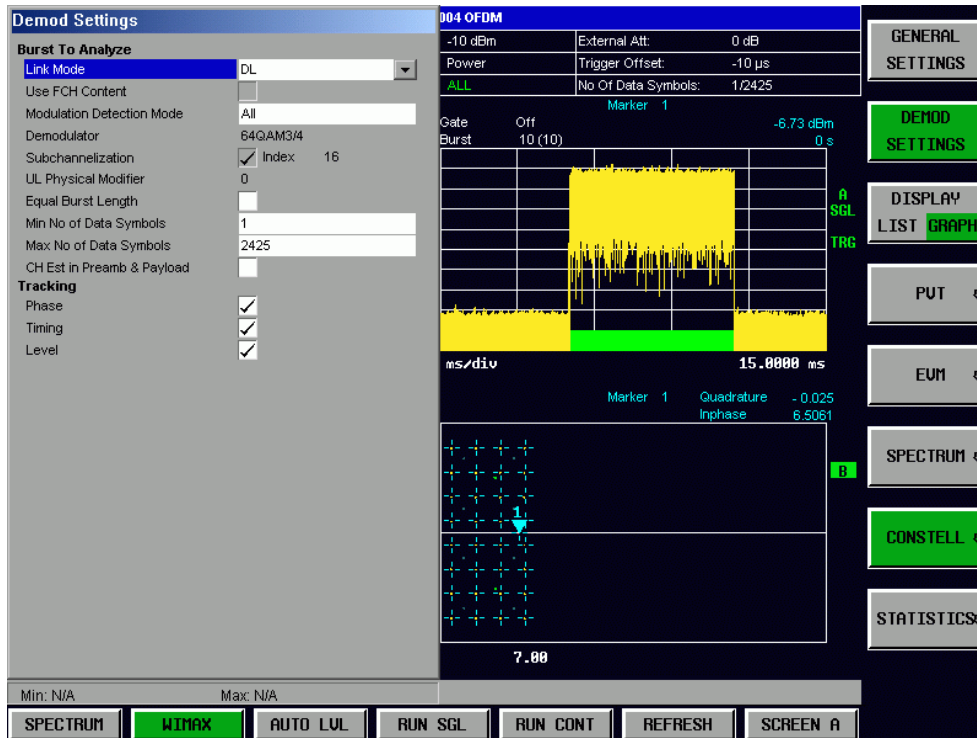 Demod Settings
Burst To Analyze
Link Mode DL
Use FCH Content
Modulation Detection Mode All
Demodulator 64QAM3/4
Subchannelization Index 16
UL Physical Modifier 0
Equal Burst Length
Min No of Data Symbols 1
Max No of Data Symbols 2425
CH Est in Preamb & Payload
Tracking
Phase
Timing
Level
Min: N/A Max: N/A
004 OFDM
-10 dBm External Att: 0 dB
Power Trigger Offset: -10 µs
ALL No Of Data Symbols: 1/2425
Marker 1
Gate Off -6.73 dBm
Burst 10 (10) 0 s
A
SGL
TRG
ms/div 15.0000 ms
Marker 1 Quadrature - 0.025
Inphase 6.5061
B
1
7.00
GENERAL
SETTINGS
DEMOD
SETTINGS
DISPLAY
LIST GRAPH
PVT
EVM
SPECTRUM
CONSTELL
STATISTICS
SPECTRUM WIMAX AUTO LVL RUN SGL RUN CONT REFRESH SCREEN A